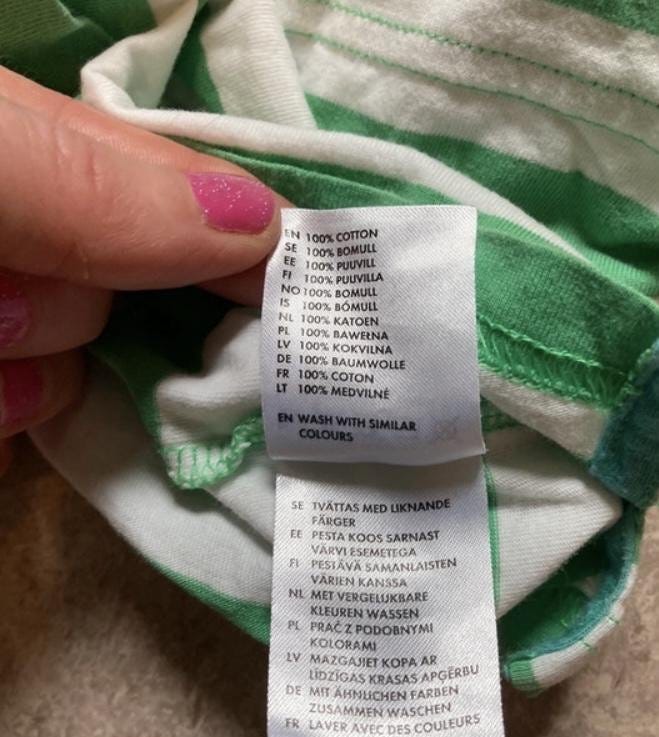 EN 100% COTTON
SE 100% BOMULL
EE 100% PUUVILL
FI 100% PUUVILLA
NO 100% BOMULL
IS 100% BÓMULL
NL 100% KATOEN
PL 100% BAWEŁNA
LV 100% KOKVILNA
DE 100% BAUMWOLLE
FR 100% COTON
LT 100% MEDVILNĖ
EN WASH WITH SIMILAR
COLOURS
SE TVÄTTAS MED LIKNANDE
FÄRGER
EE PESTA KOOS SARNAST
VÄRVI ESEMETEGA
FI PESTÄVÄ SAMANLAISTEN
VÄRIEN KANSSA
NL MET VERGELIJKBARE
KLEUREN WASSEN
PL PRAĆ Z PODOBNYMI
KOLORAMI
LV MAZGAJIET KOPA AR
LĪDZĪGAS KRĀSAS APĢĒRBU
DE MIT ÄHNLICHEN FARBEN
ZUSAMMEN WASCHEN
FR LAVER AVEC DES COULEURS